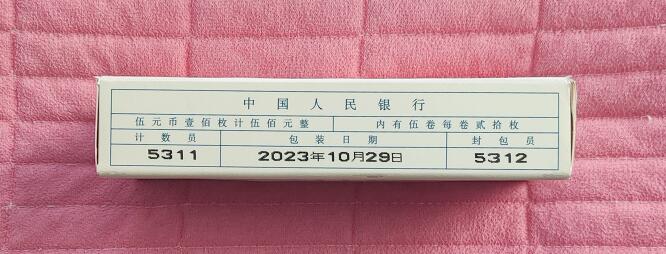 中国人民银行
伍元币壹佰枚计伍佰元整 内有伍卷每卷贰拾枚
计数员 包装日期 封包员
5311 2023年10月29日 5312